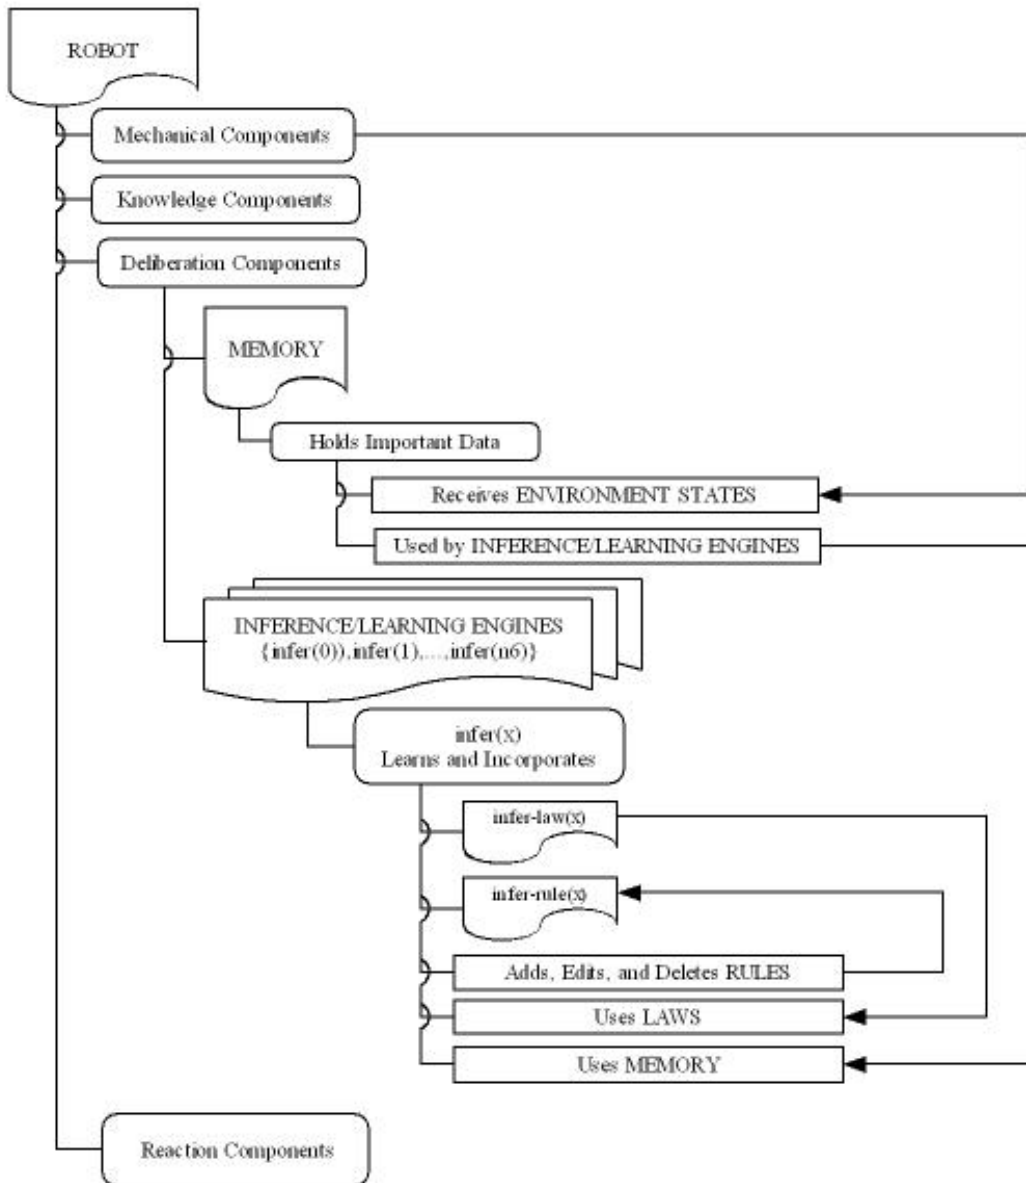 ROBOT
Mechanical Components
Knowledge Components
Deliberation Components
MEMORY
Holds Important Data
Receives ENVIRONMENT STATES
Used by INFERENCE/LEARNING ENGINES
INFERENCE/LEARNING ENGINES
{infer(0)),infer(1),...,infer(n6)}
infer(x)
Learns and Incorporates
infer-law(x)
infer-rule(x)
Adds, Edits, and Deletes RULES
Uses LAWS
Uses MEMORY
Reaction Components